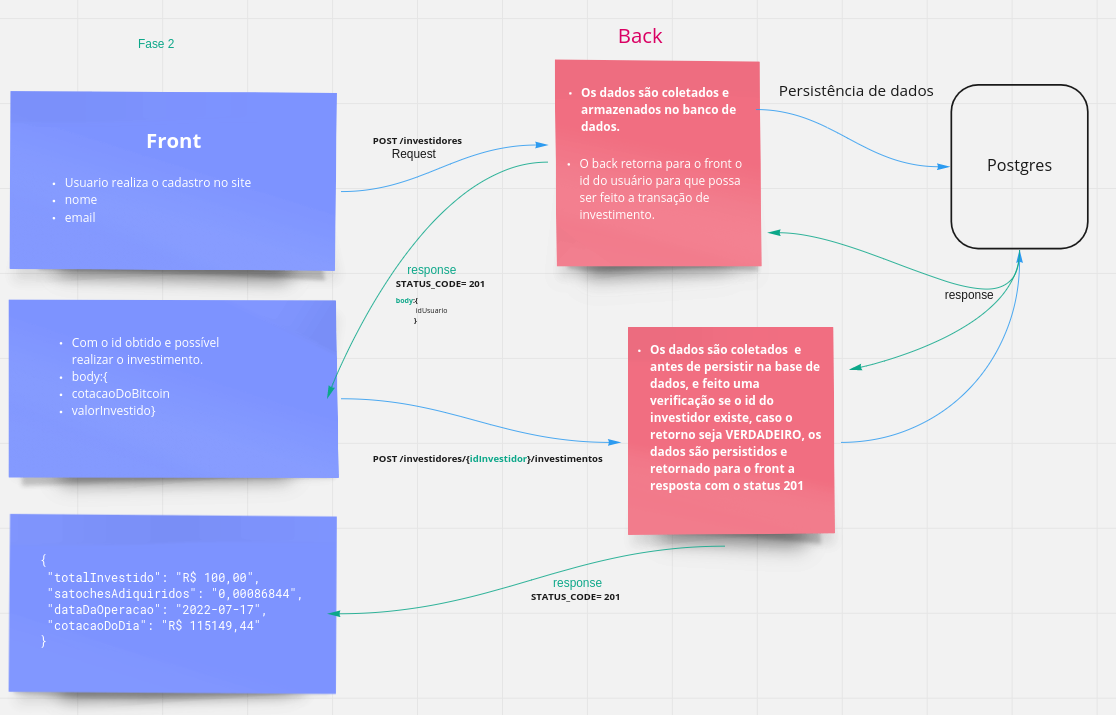 Fase 2
Back
Front
• Usuario realiza o cadastro no site
• nome
• email
POST /investidores
Request
• Os dados são coletados e
armazenados no banco de
dados.
• O back retorna para o front o
id do usuário para que possa
ser feito a transação de
investimento.
Persistência de dados
Postgres
response
STATUS_CODE= 201
body:{
idUsuario
}
response
• Com o id obtido e possível
realizar o investimento.
• body:{
• cotacaoDoBitcoin
• valorInvestido}
POST /investidores/{idInvestidor}/investimentos
• Os dados são coletados e
antes de persistir na base de
dados, e feito uma
verificação se o id do
investidor existe, caso o
retorno seja VERDADEIRO, os
dados são persistidos e
retornado para o front a
resposta com o status 201
{
"totalInvestido": "R$ 100,00",
"satochesAdiquiridos": "0,00086844",
"dataDaOperacao": "2022-07-17",
"cotacaoDoDia": "R$ 115149,44"
}
response
STATUS_CODE= 201